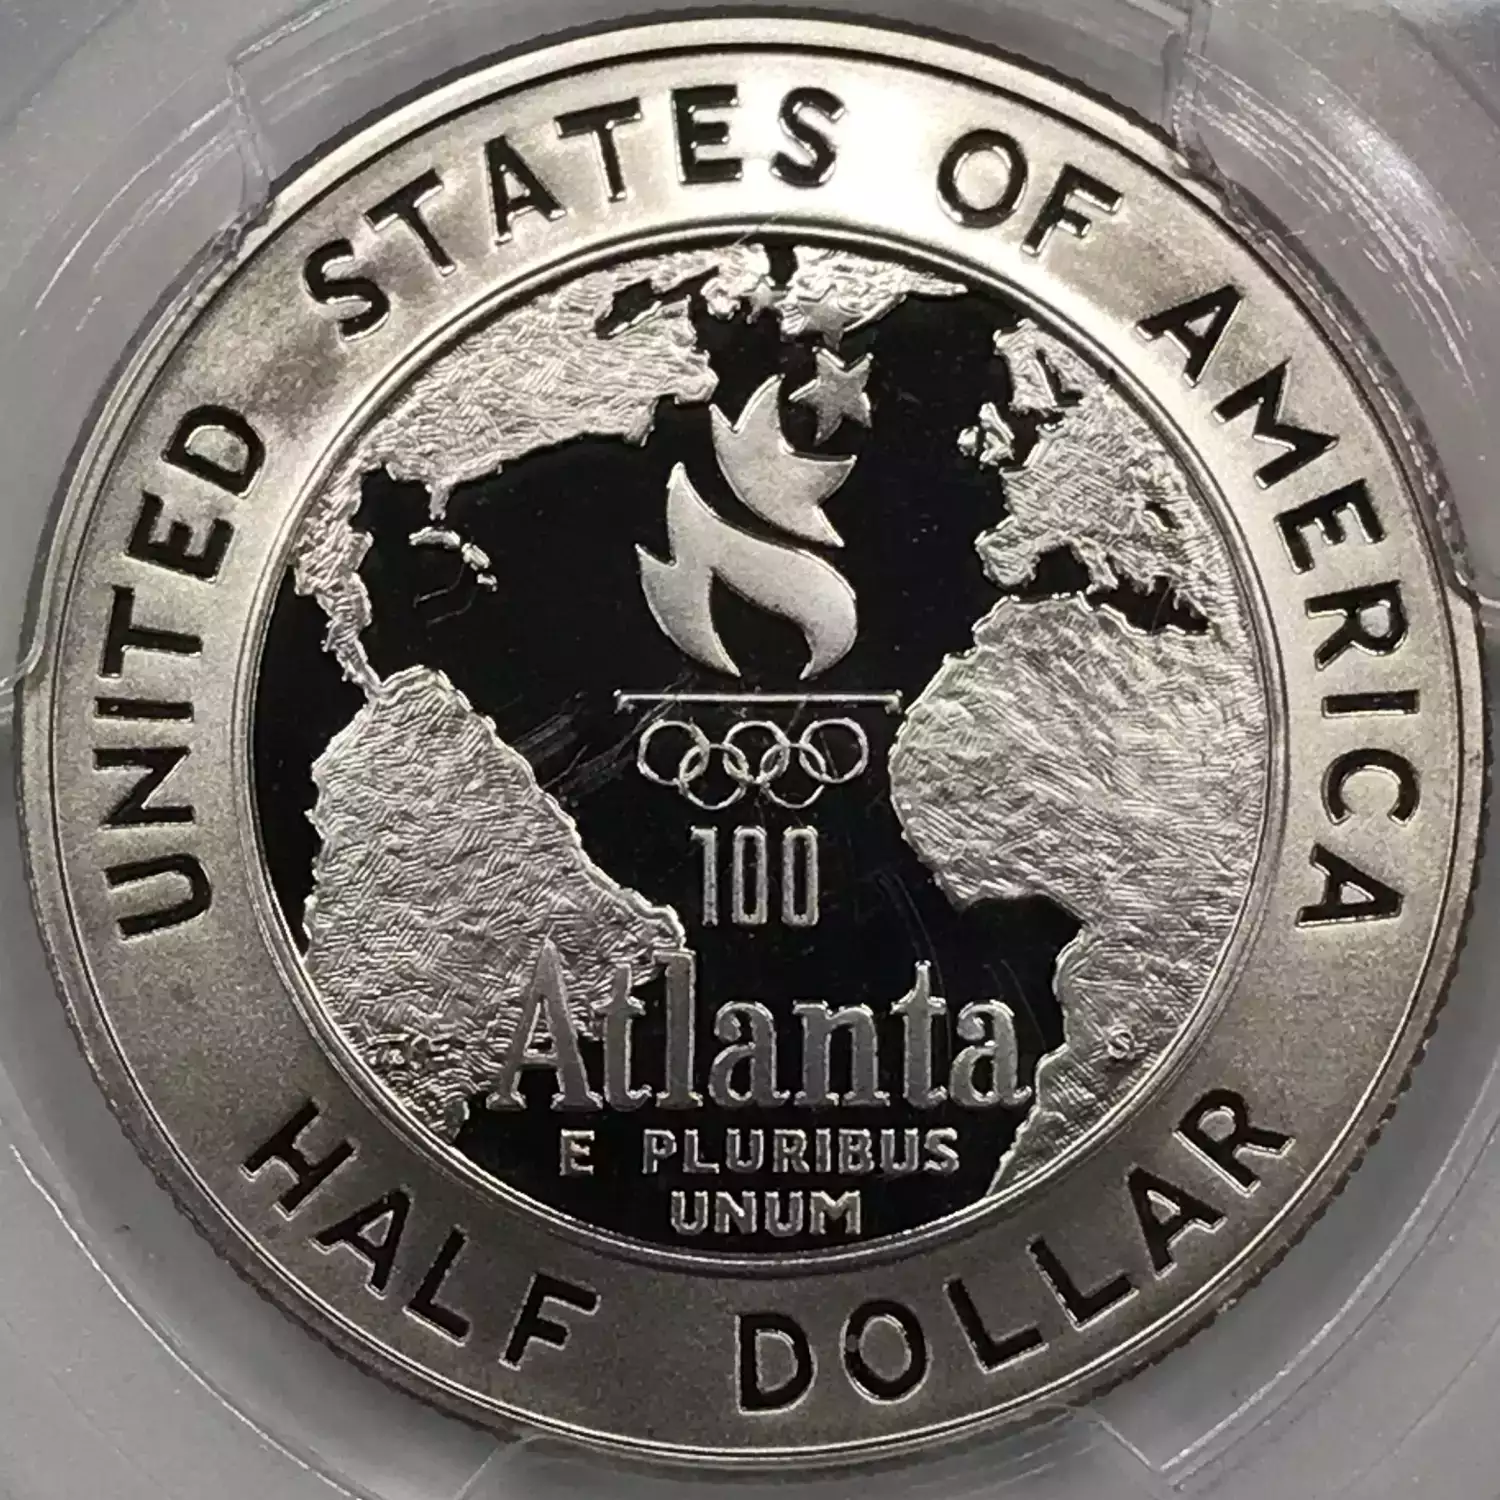 UNITED STATES OF AMERICA
100
Atlanta
E PLURIBUS
UNUM
HALF DOLLAR